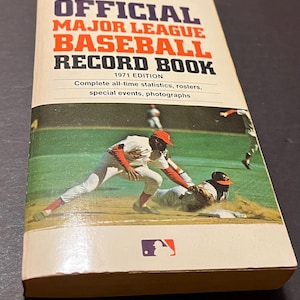 OFFICIAL
MAJOR LEAGUE
BASEBALL
RECORD BOOK
1971 EDITION
Complete all-time statistics, rosters,
special events, photographs